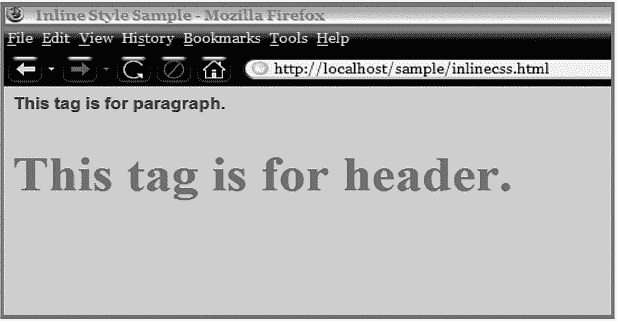 Inline Style Sample - Mozilla Firefox
File Edit View History Bookmarks Tools Help
http://localhost/sample/inlinecss.html
This tag is for paragraph.
This tag is for header.